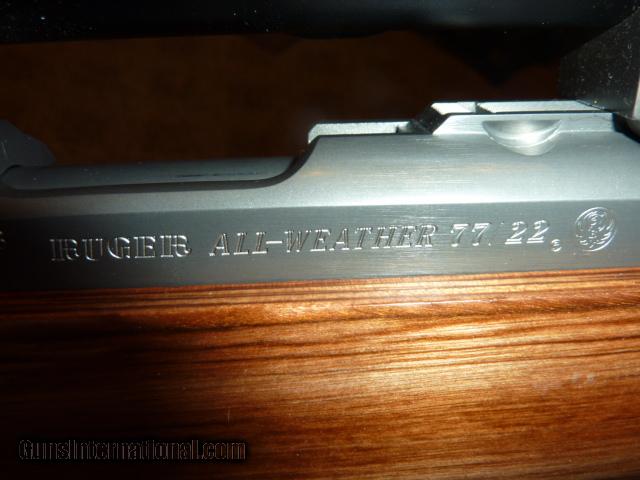 RUGER ALL-WEATHER 77/22 ®
GunsInternational.com